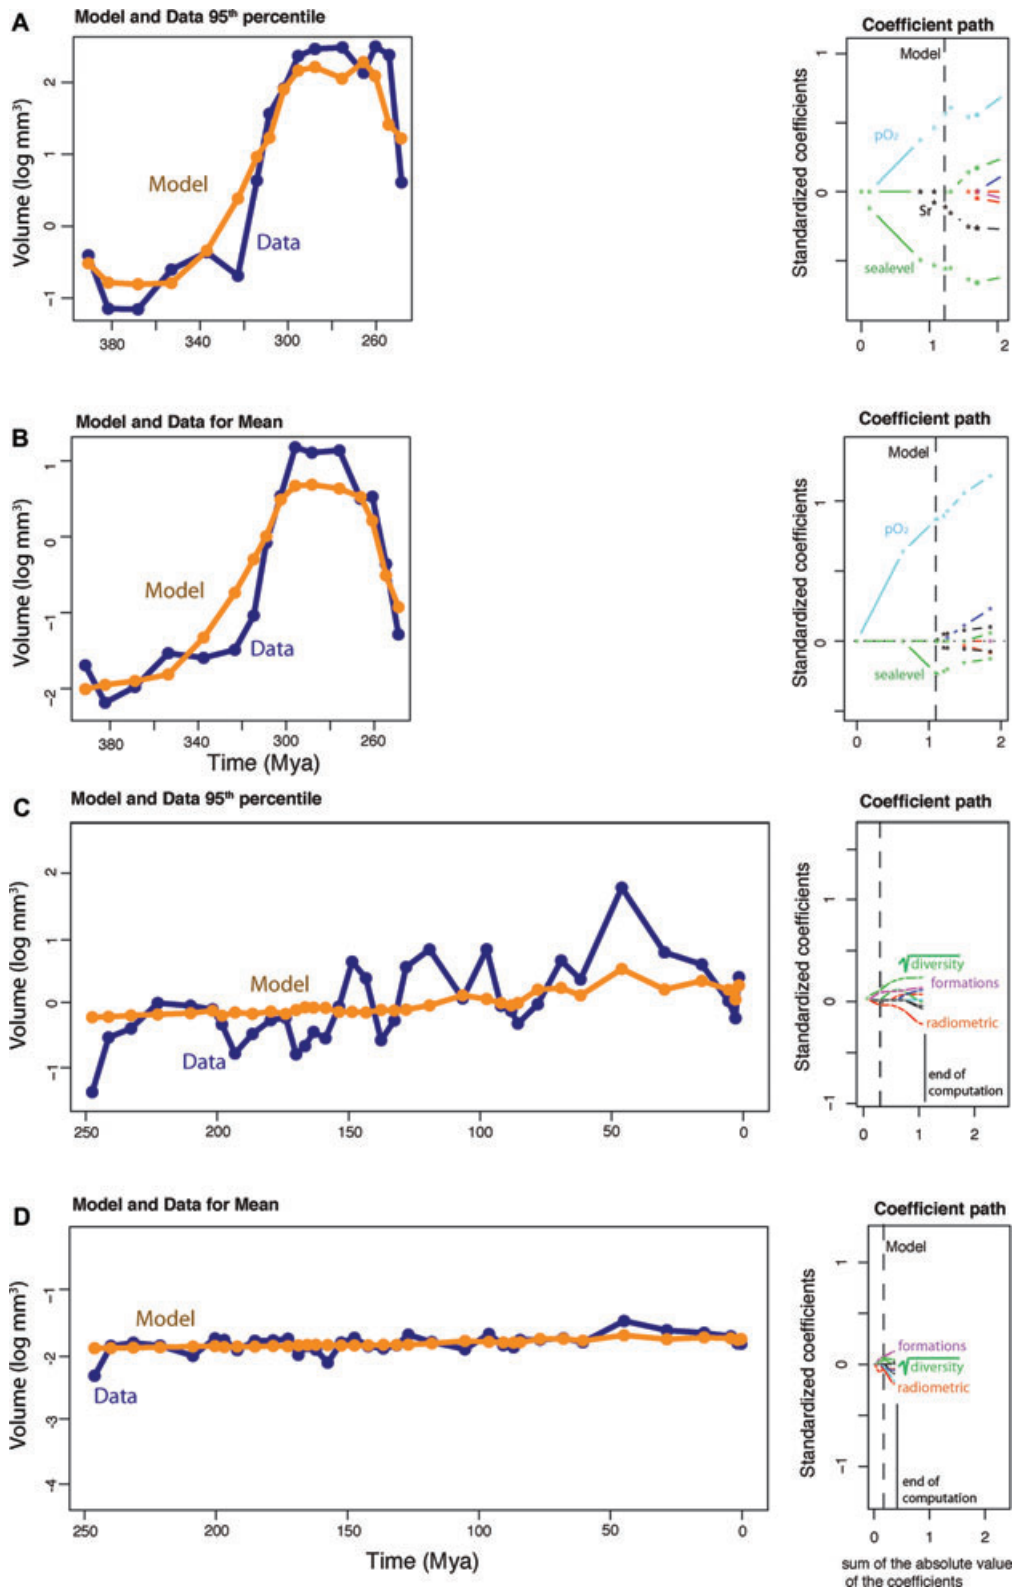 A
Model and Data 95th percentile
Volume (log mm³)
2
1
0
−1
Model
Data
380
340
300
260
Coefficient path
Standardized coefficients
1
0
Model
pO₂
Sr
sealevel
0
1
2
B
Model and Data for Mean
Volume (log mm³)
1
0
−1
−2
Model
Data
380
340
300
260
Time (Mya)
Coefficient path
Standardized coefficients
1
0
Model
pO₂
sealevel
0
1
2
C
Model and Data 95th percentile
Volume (log mm³)
2
1
0
−1
Model
Data
250
200
150
100
50
0
Coefficient path
Standardized coefficients
1
0
−1
√diversity
formations
radiometric
end of
computation
0
1
2
D
Model and Data for Mean
Volume (log mm³)
−1
−2
−3
−4
Model
Data
250
200
150
100
50
0
Time (Mya)
Coefficient path
Standardized coefficients
1
0
−1
Model
formations
√diversity
radiometric
end of
computation
0
1
2
sum of the absolute value
of the coefficients